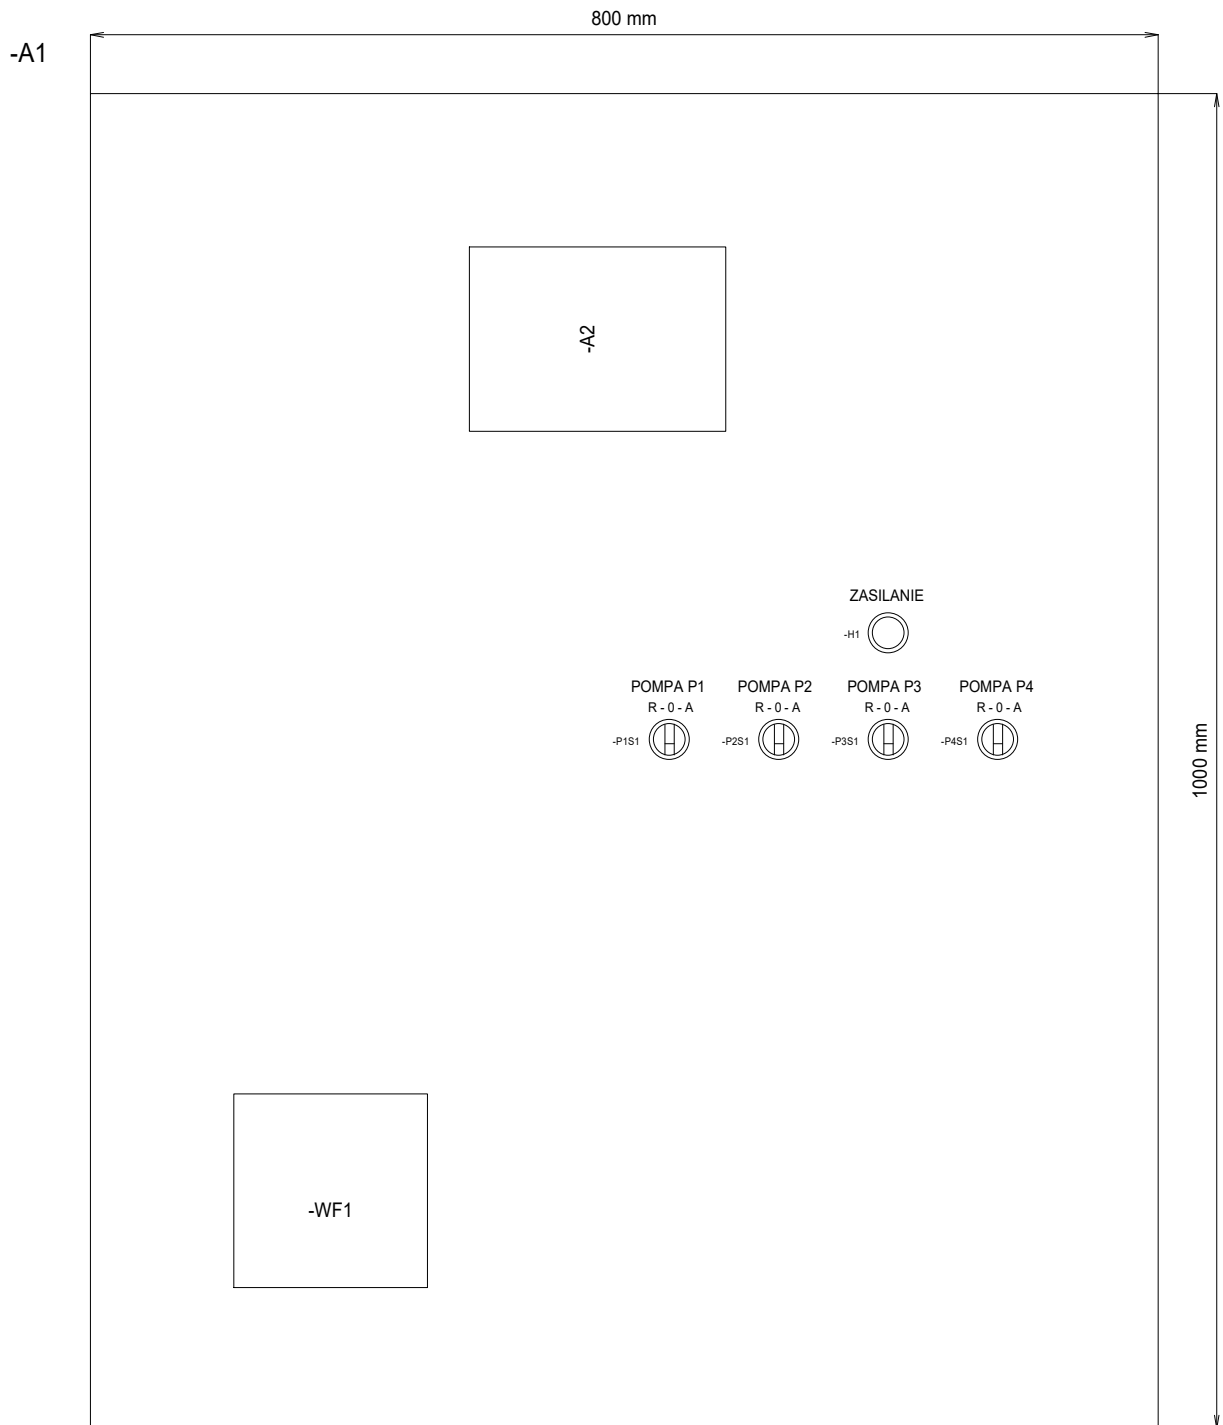 800 mm
-A1
-A2
ZASILANIE
-H1
POMPA P1 POMPA P2 POMPA P3 POMPA P4
R - 0 - A R - 0 - A R - 0 - A R - 0 - A
-P1S1 -P2S1 -P3S1 -P4S1
1000 mm
-WF1